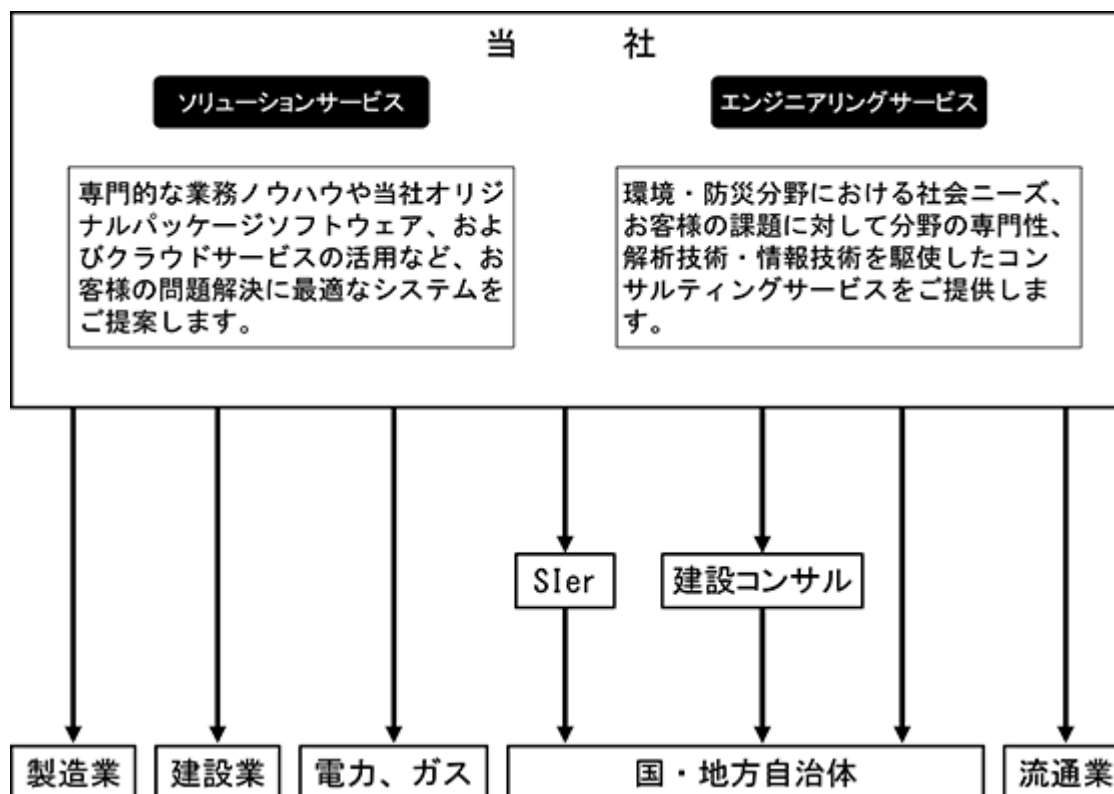 当 社
ソリューションサービス
エンジニアリングサービス
専門的な業務ノウハウや当社オリジ
ナルパッケージソフトウェア、およ
びクラウドサービスの活用など、お
客様の問題解決に最適なシステムを
ご提案します。
環境・防災分野における社会ニーズ、
お客様の課題に対して分野の専門性、
解析技術・情報技術を駆使したコン
サルティングサービスをご提供しま
す。
SIer
建設コンサル
製造業
建設業
電力、ガス
国・地方自治体
流通業